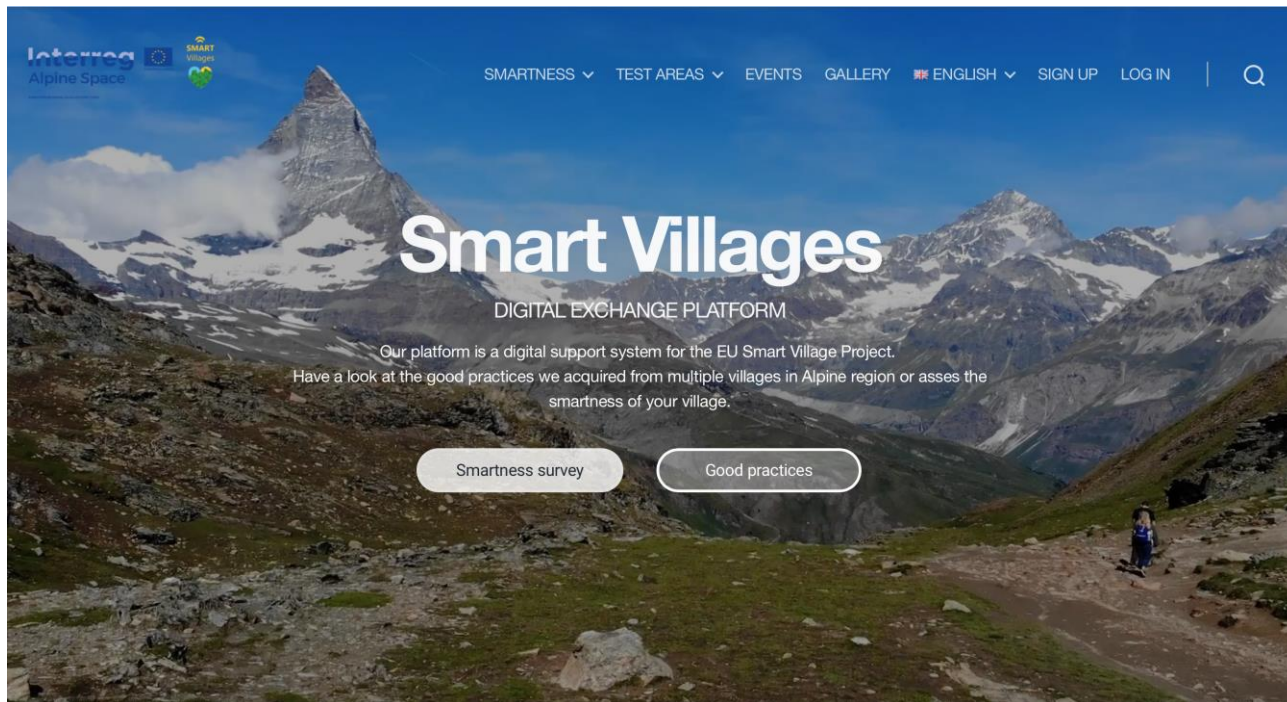 Interreg
Alpine Space
SMART
Villages
SMARTNESS
TEST AREAS
EVENTS
GALLERY
ENGLISH
SIGN UP
LOG IN
Smart Villages
DIGITAL EXCHANGE PLATFORM
Our platform is a digital support system for the EU Smart Village Project.
Have a look at the good practices we acquired from multiple villages in Alpine region or asses the
smartness of your village.
Smartness survey
Good practices